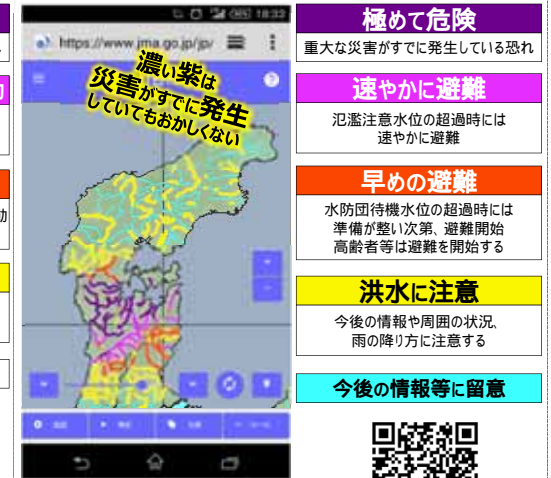 18:33
https://www.jma.go.jp/jp/
濃い紫は
災害がすでに発生
していてもおかしくない
極めて危険
重大な災害がすでに発生している恐れ
速やかに避難
氾濫注意水位の超過時には
速やかに避難
早めの避難
水防団待機水位の超過時には
準備が整い次第、避難開始
高齢者等は避難を開始する
洪水に注意
今後の情報や周囲の状況、
雨の降り方に注意する
今後の情報等に留意